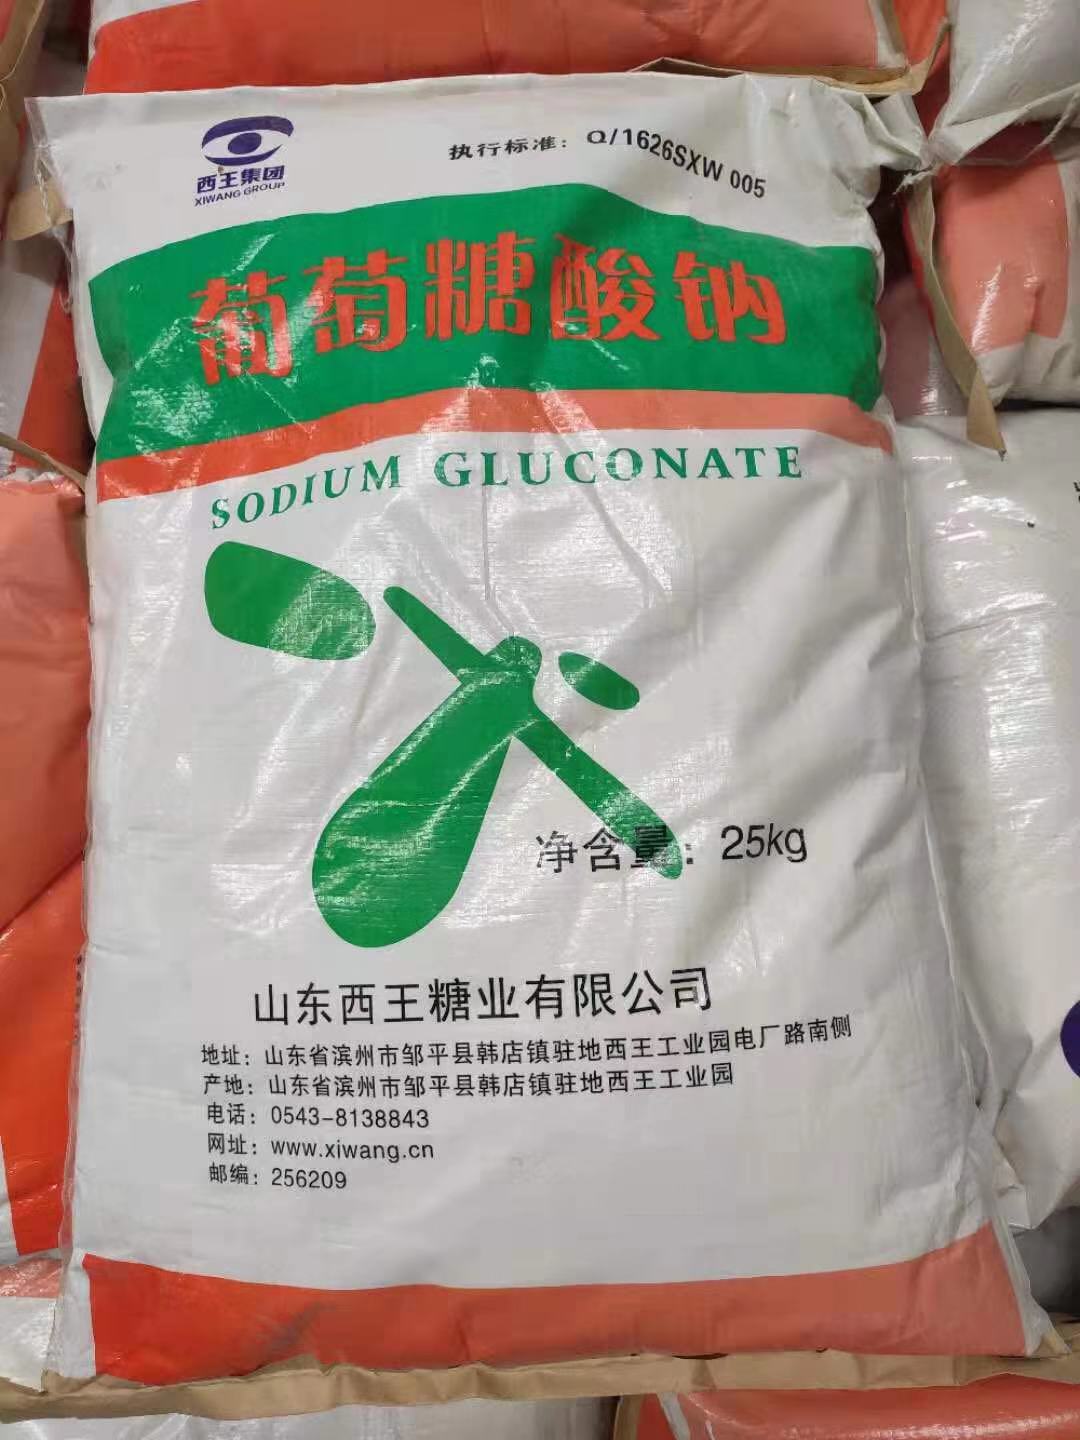 西王集团
XIWANG GROUP
执行标准：Q/1626SXW 005
葡萄糖酸钠
SODIUM GLUCONATE
净含量：25kg
山东西王糖业有限公司
地址：山东省滨州市邹平县韩店镇驻地西王工业园电厂路南侧
产地：山东省滨州市邹平县韩店镇驻地西王工业园
电话：0543-8138843
网址：www.xiwang.cn
邮编：256209